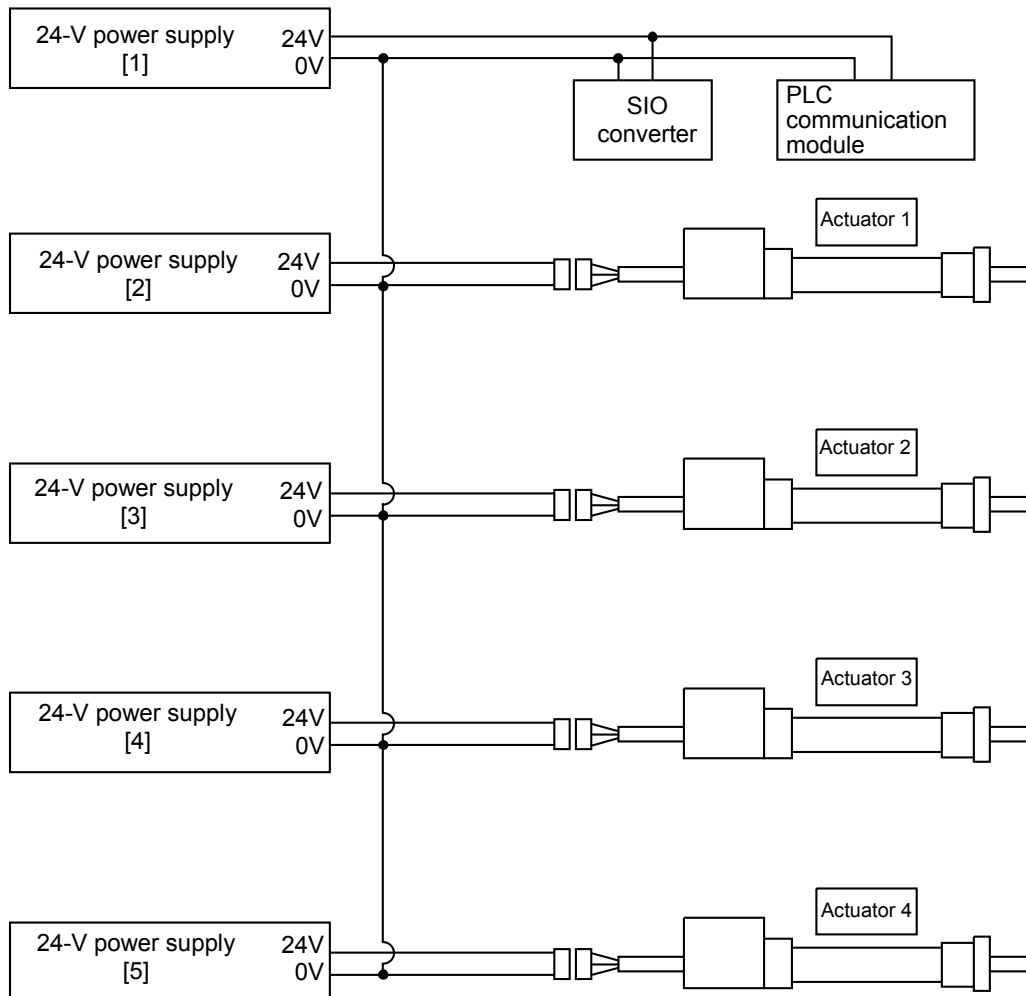 24-V power supply
[1]
24V
0V
SIO
converter
PLC
communication
module
Actuator 1
24-V power supply
[2]
24V
0V
Actuator 2
24-V power supply
[3]
24V
0V
Actuator 3
24-V power supply
[4]
24V
0V
Actuator 4
24-V power supply
[5]
24V
0V